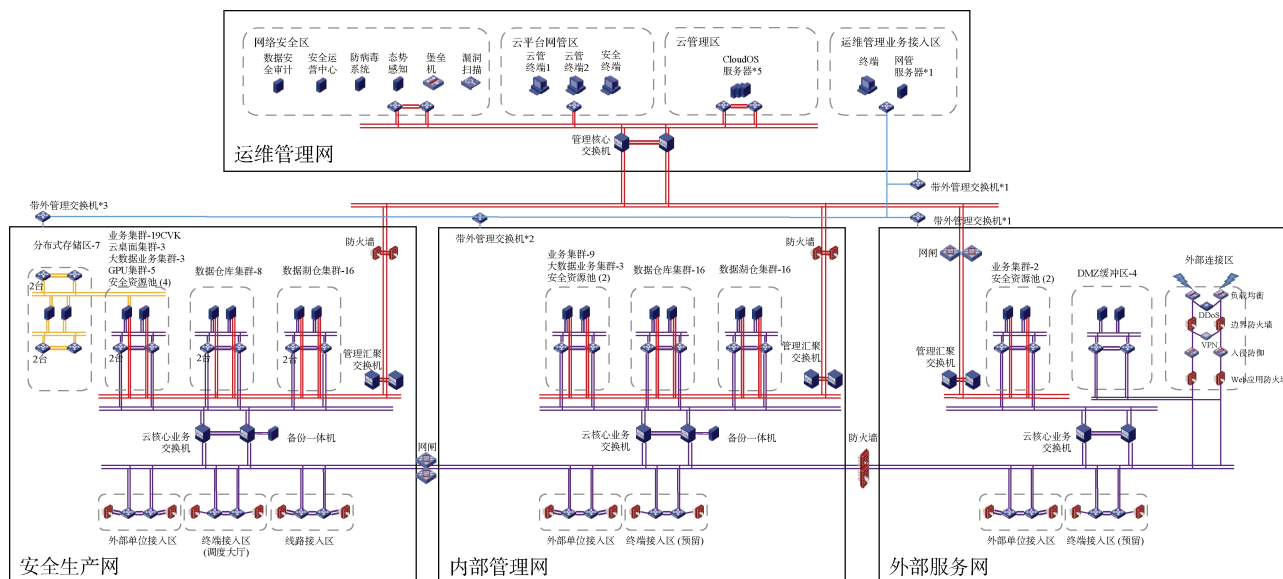 网络安全区
数据安
全审计
安全运
营中心
防病毒
系统
态势
感知
堡垒
机
漏洞
扫描
云平台网管区
云管
终端1
云管
终端2
安全
终端
云管理区
CloudOS
服务器*5
运维管理业务接入区
终端
网管
服务器*1
管理核心
交换机
运维管理网
带外管理交换机*1
带外管理交换机*3
带外管理交换机*2
带外管理交换机*1
分布式存储区-7
2台
2台
业务集群-19CVK
云桌面集群-3
大数据业务集群-3
GPU集群-5
安全资源池 (4)
2台
数据仓库集群-8
2台
数据湖仓集群-16
2台
防火墙
管理汇聚
交换机
云核心业务
交换机
备份一体机
外部单位接入区
终端接入区
(调度大厅)
线路接入区
安全生产网
网闸
业务集群-9
大数据业务集群-3
安全资源池 (2)
数据仓库集群-16
数据湖仓集群-16
防火墙
管理汇聚
交换机
云核心业务
交换机
备份一体机
外部单位接入区
终端接入区 (预留)
内部管理网
防火墙
网闸
业务集群-2
安全资源池 (2)
DMZ缓冲区-4
外部连接区
负载均衡
DDoS
边界防火墙
VPN
入侵防御
Web应用防火墙
管理汇聚
交换机
云核心业务
交换机
外部单位接入区
终端接入区 (预留)
外部服务网